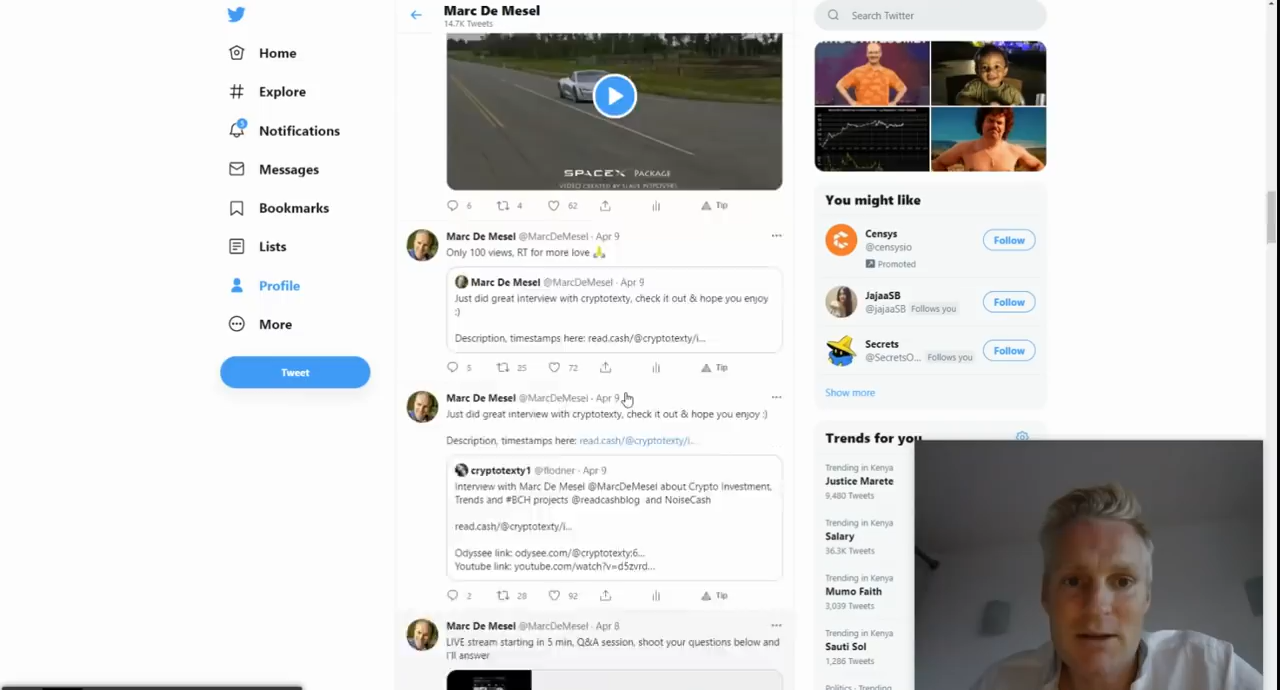 Marc De Mesel
14.7K Tweets
Home
Explore
Notifications
Messages
Bookmarks
Lists
Profile
More
Tweet
SPACEX PACKAGE
VIDEO CREATED BY
6 4 62 Tip
Marc De Mesel @MarcDeMesel · Apr 9
Only 100 views, RT for more love 🙏
Marc De Mesel @MarcDeMesel · Apr 9
Just did great interview with cryptotexty, check it out & hope you enjoy
:)
Description, timestamps here: read.cash/@cryptotexty/i...
5 25 72 Tip
Marc De Mesel @MarcDeMesel · Apr 9
Just did great interview with cryptotexty, check it out & hope you enjoy :)
Description, timestamps here: read.cash/@cryptotexty/i...
cryptotexty1 @flodner · Apr 9
Interview with Marc De Mesel @MarcDeMesel about Crypto Investment,
Trends and #BCH projects @readcashblog and NoiseCash
read.cash/@cryptotexty/i...
Odyssee link: odysee.com/@cryptotexty:6...
Youtube link: youtube.com/watch?v=d5zvrd...
2 28 92 Tip
Marc De Mesel @MarcDeMesel · Apr 8
LIVE stream starting in 5 min, Q&A session, shoot your questions below and
I'll answer
Search Twitter
You might like
Censys
@censysio
Follow
Promoted
JajaaSB
@jajaaSB Follows you
Follow
Secrets
@SecretsO... Follows you
Follow
Show more
Trends for you
Trending in Kenya
Justice Marete
9,480 Tweets
Trending in Kenya
Salary
36.3K Tweets
Trending in Kenya
Mumo Faith
3,039 Tweets
Trending in Kenya
Sauti Sol
1,286 Tweets
Politics · Trending